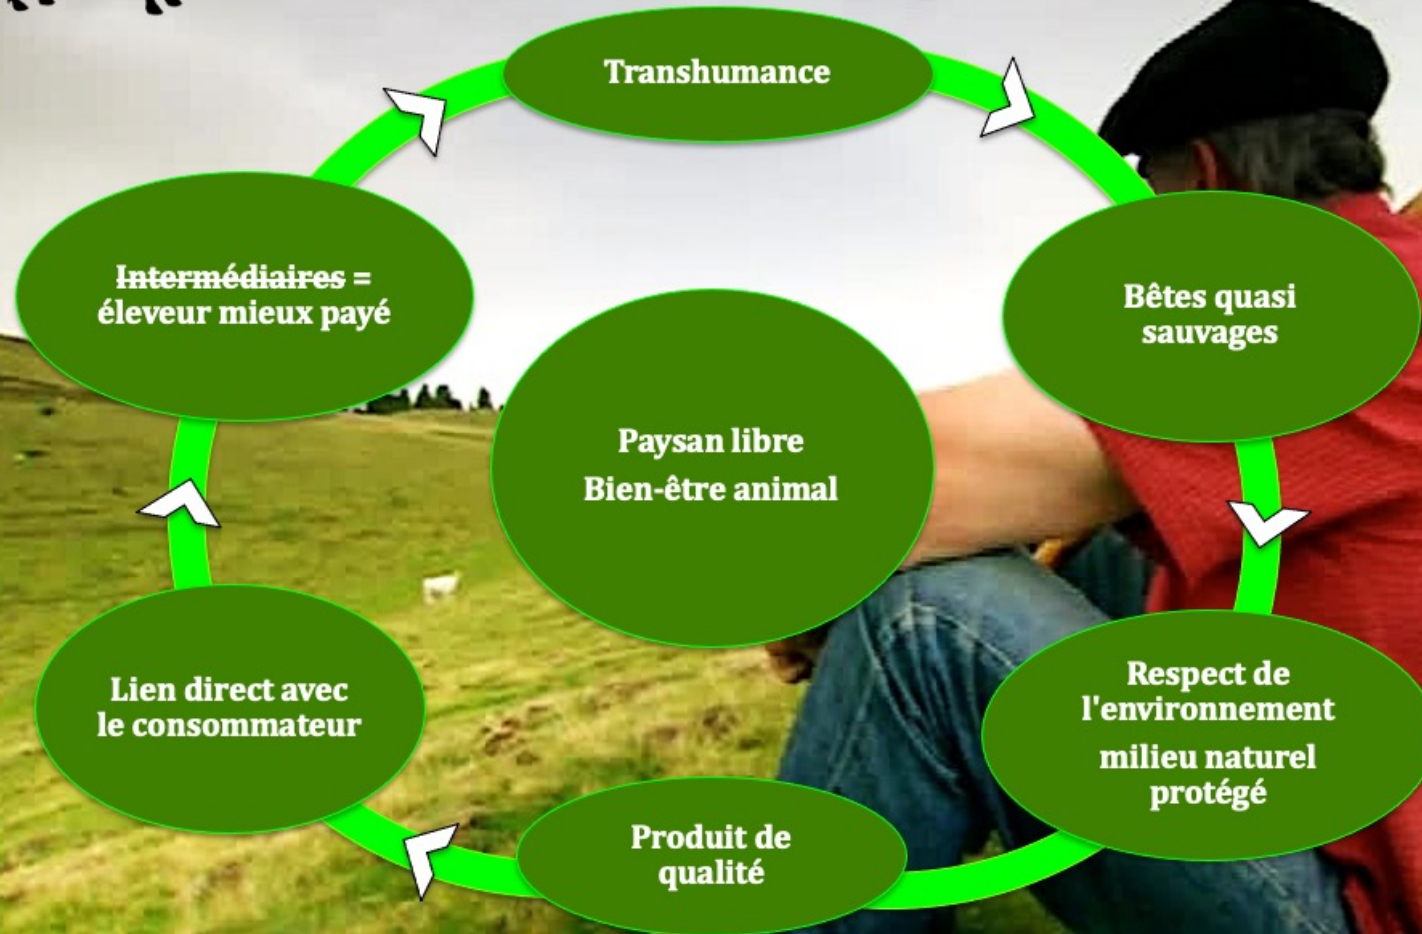 Transhumance
Bêtes quasi
sauvages
Respect de
l'environnement
milieu naturel
protégé
Produit de
qualité
Lien direct avec
le consommateur
Intermédiaires =
éleveur mieux payé
Paysan libre
Bien-être animal